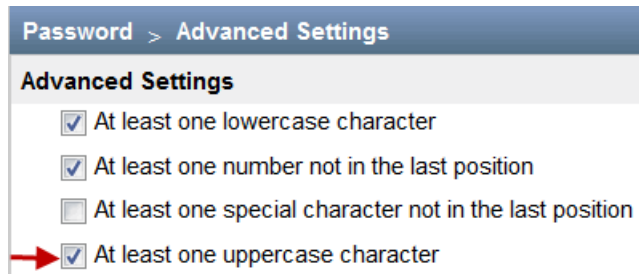 Password > Advanced Settings
Advanced Settings
At least one lowercase character
At least one number not in the last position
At least one special character not in the last position
At least one uppercase character